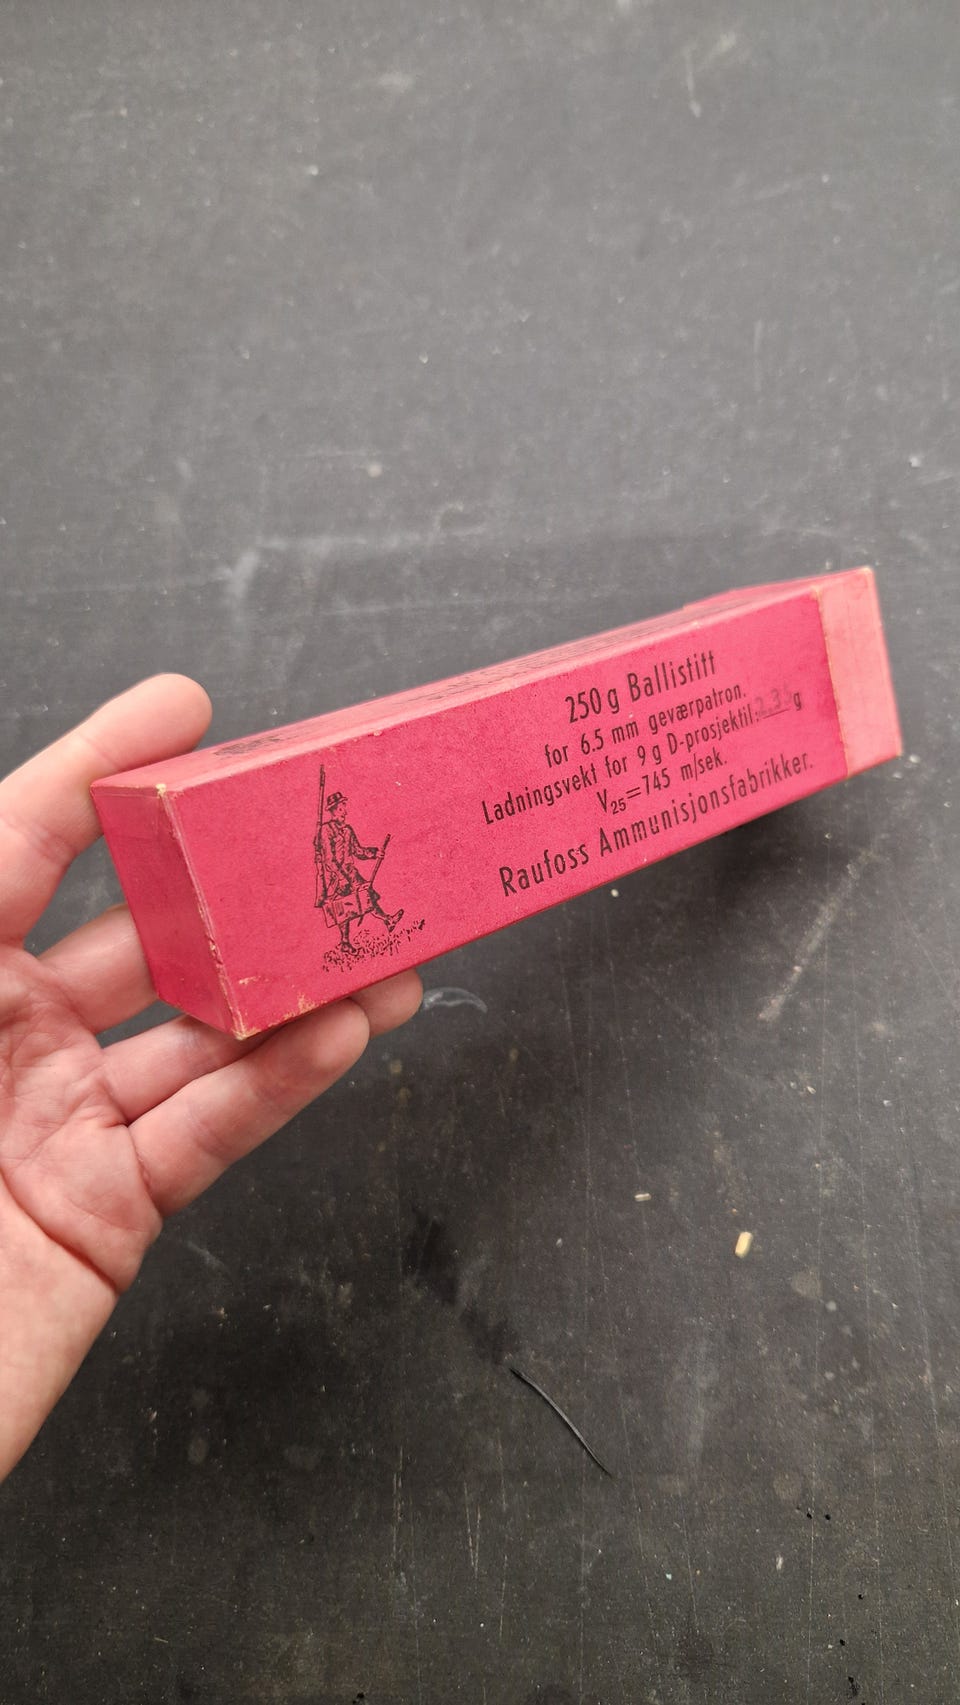 250 g Ballistitt
for 6.5 mm geværpatron.
Ladningsvekt for 9 g D-prosjektil: g
V25=745 m/sek.
Raufoss Ammunisjonsfabrikker.